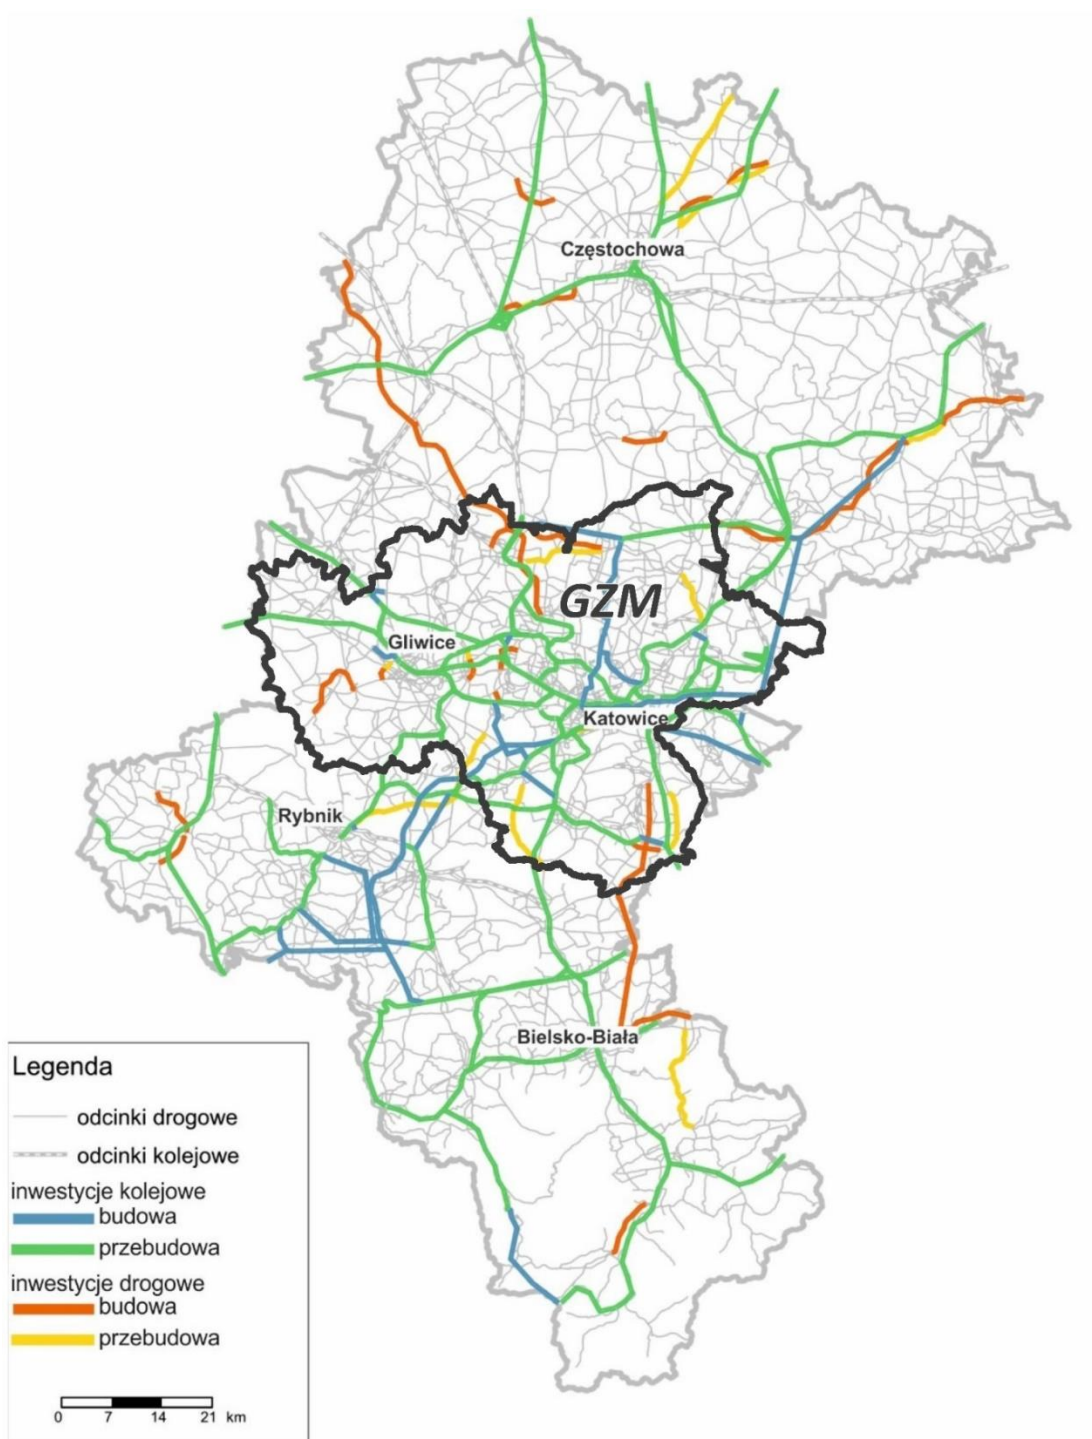 Częstochowa
GZM
Gliwice
Katowice
Rybnik
Bielsko-Biała
Legenda
odcinki drogowe
odcinki kolejowe
inwestycje kolejowe
budowa
przebudowa
inwestycje drogowe
budowa
przebudowa
0 7 14 21 km